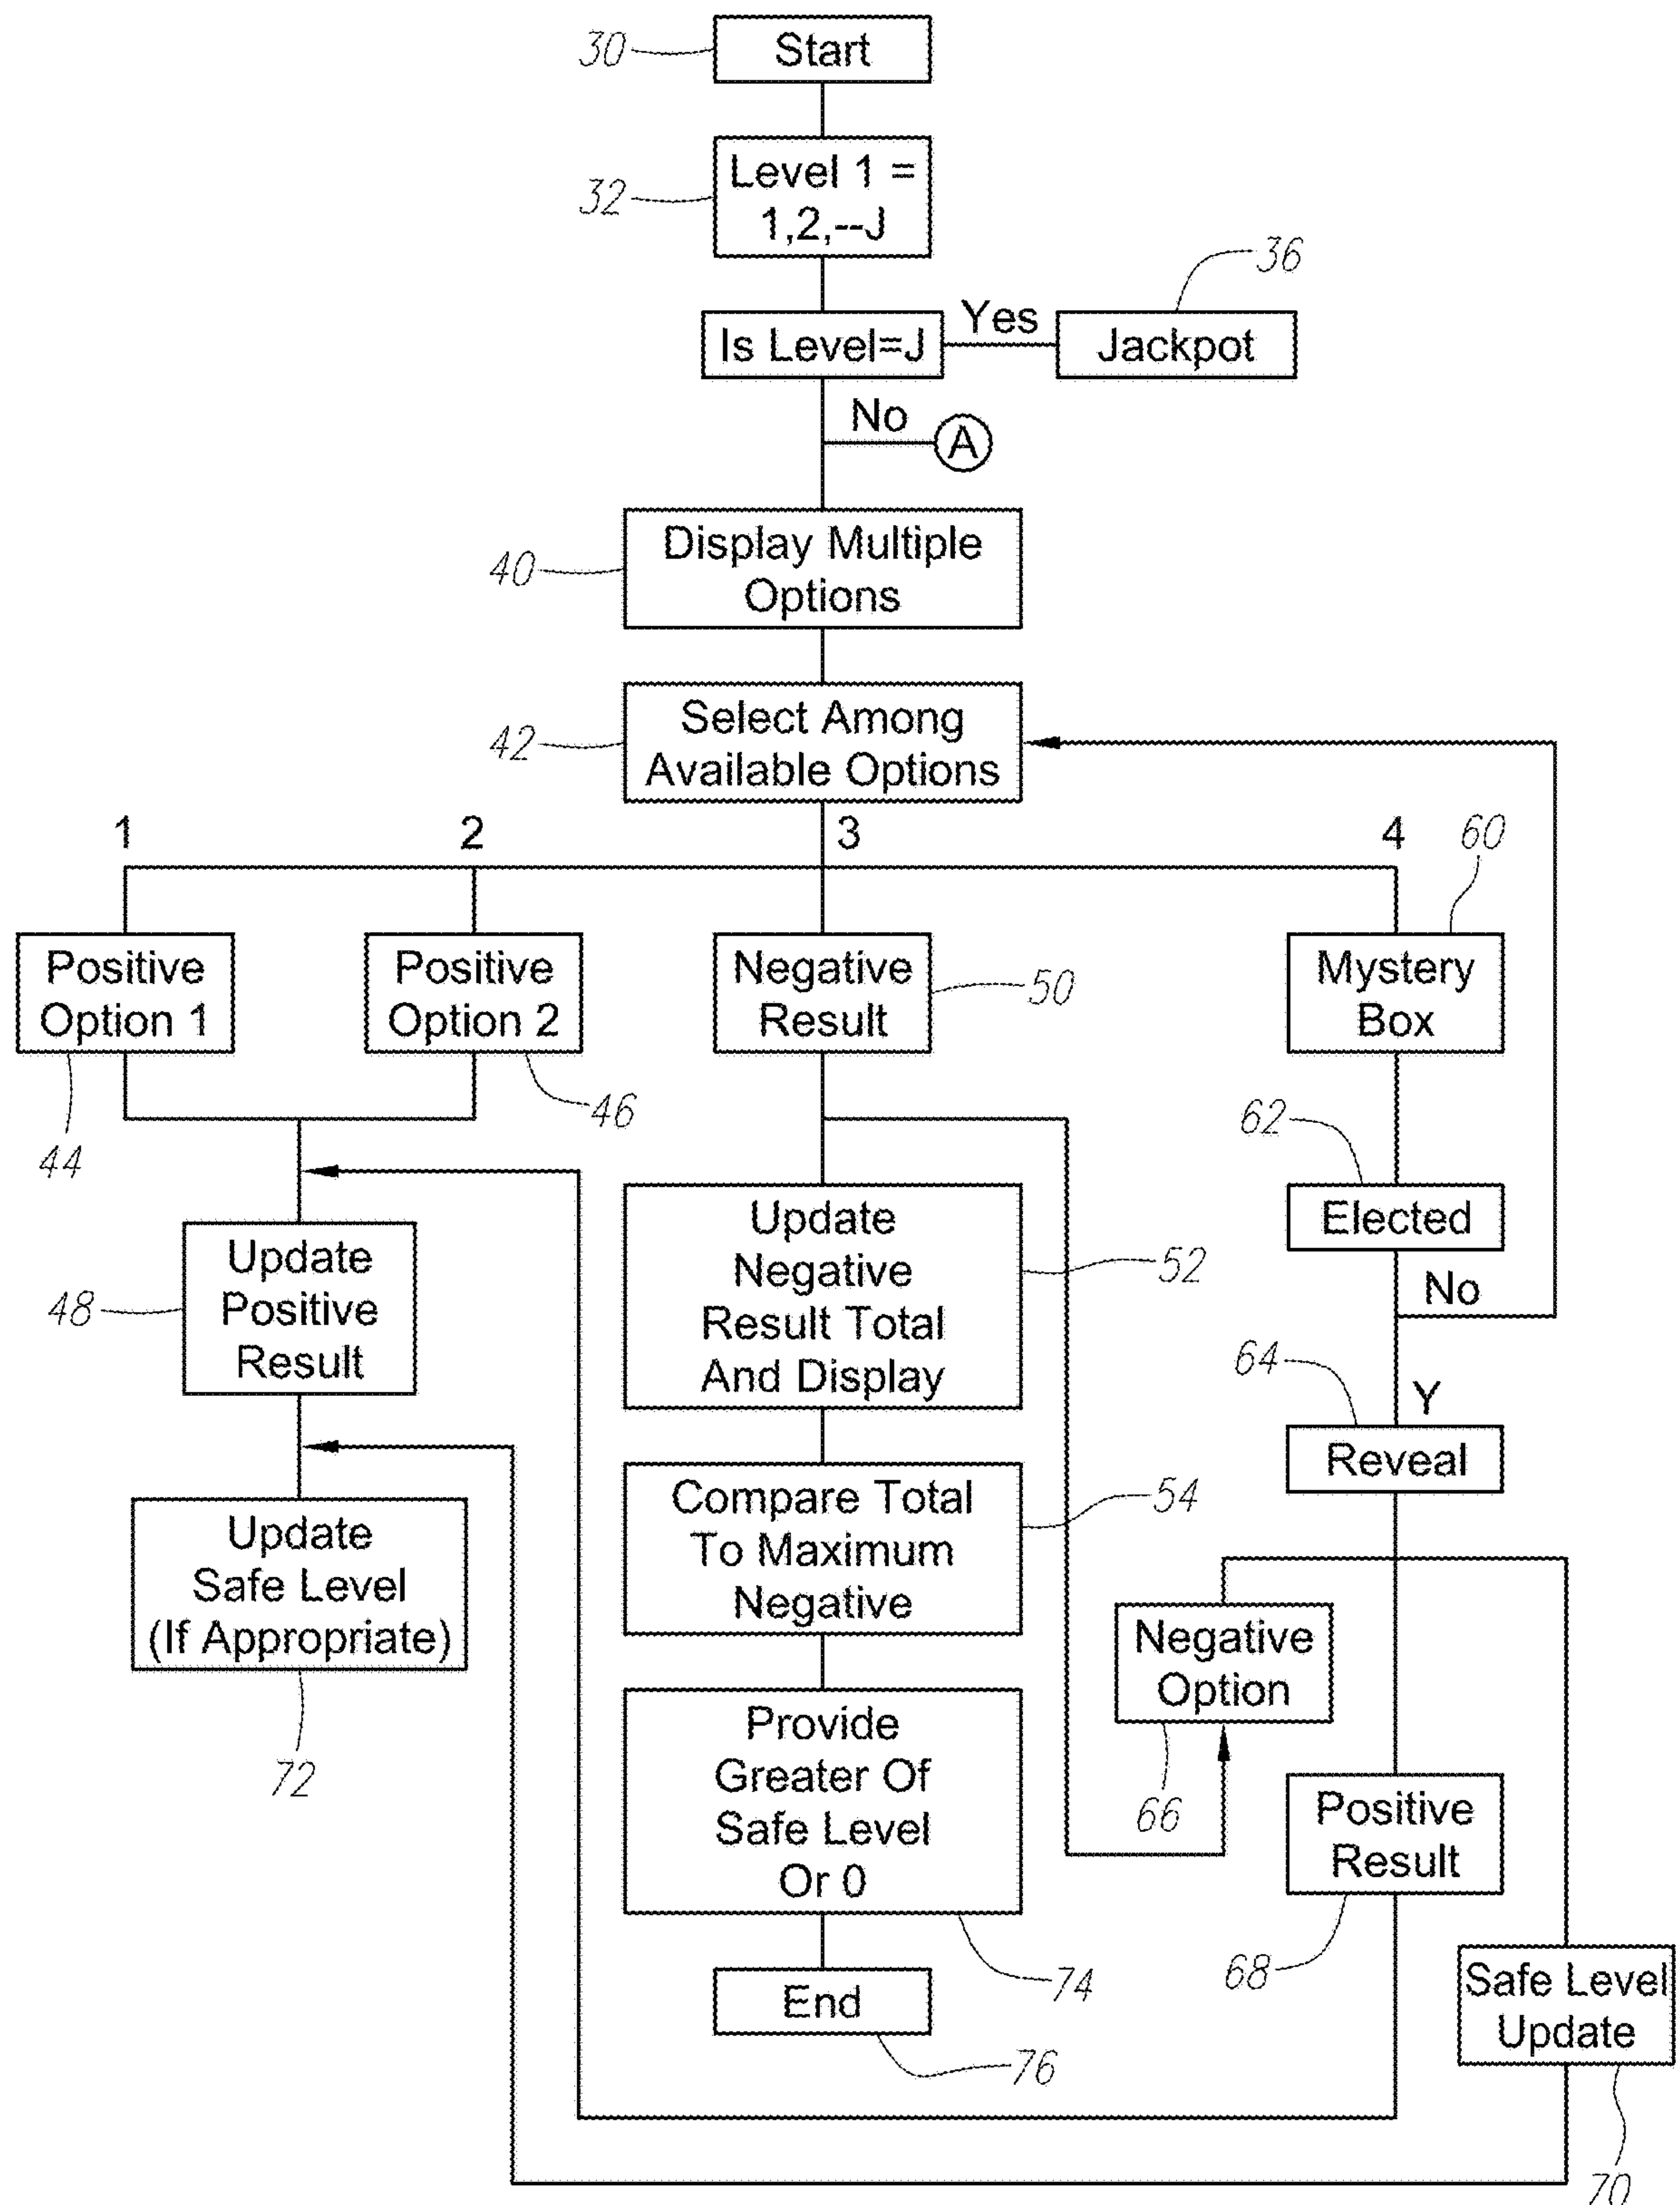 30
Start
32
Level 1 =
1,2,--J
36
Is Level=J
Yes
Jackpot
No
A
40
Display Multiple
Options
42
Select Among
Available Options
1
2
3
4
60
Positive
Option 1
Positive
Option 2
Negative
Result
50
Mystery
Box
44
46
62
Elected
No
48
Update
Positive
Result
Update
Negative
Result Total
And Display
52
64
Y
Reveal
Update
Safe Level
(If Appropriate)
72
Compare Total
To Maximum
Negative
54
Negative
Option
66
Provide
Greater Of
Safe Level
Or 0
74
Positive
Result
68
End
76
Safe Level
Update
70